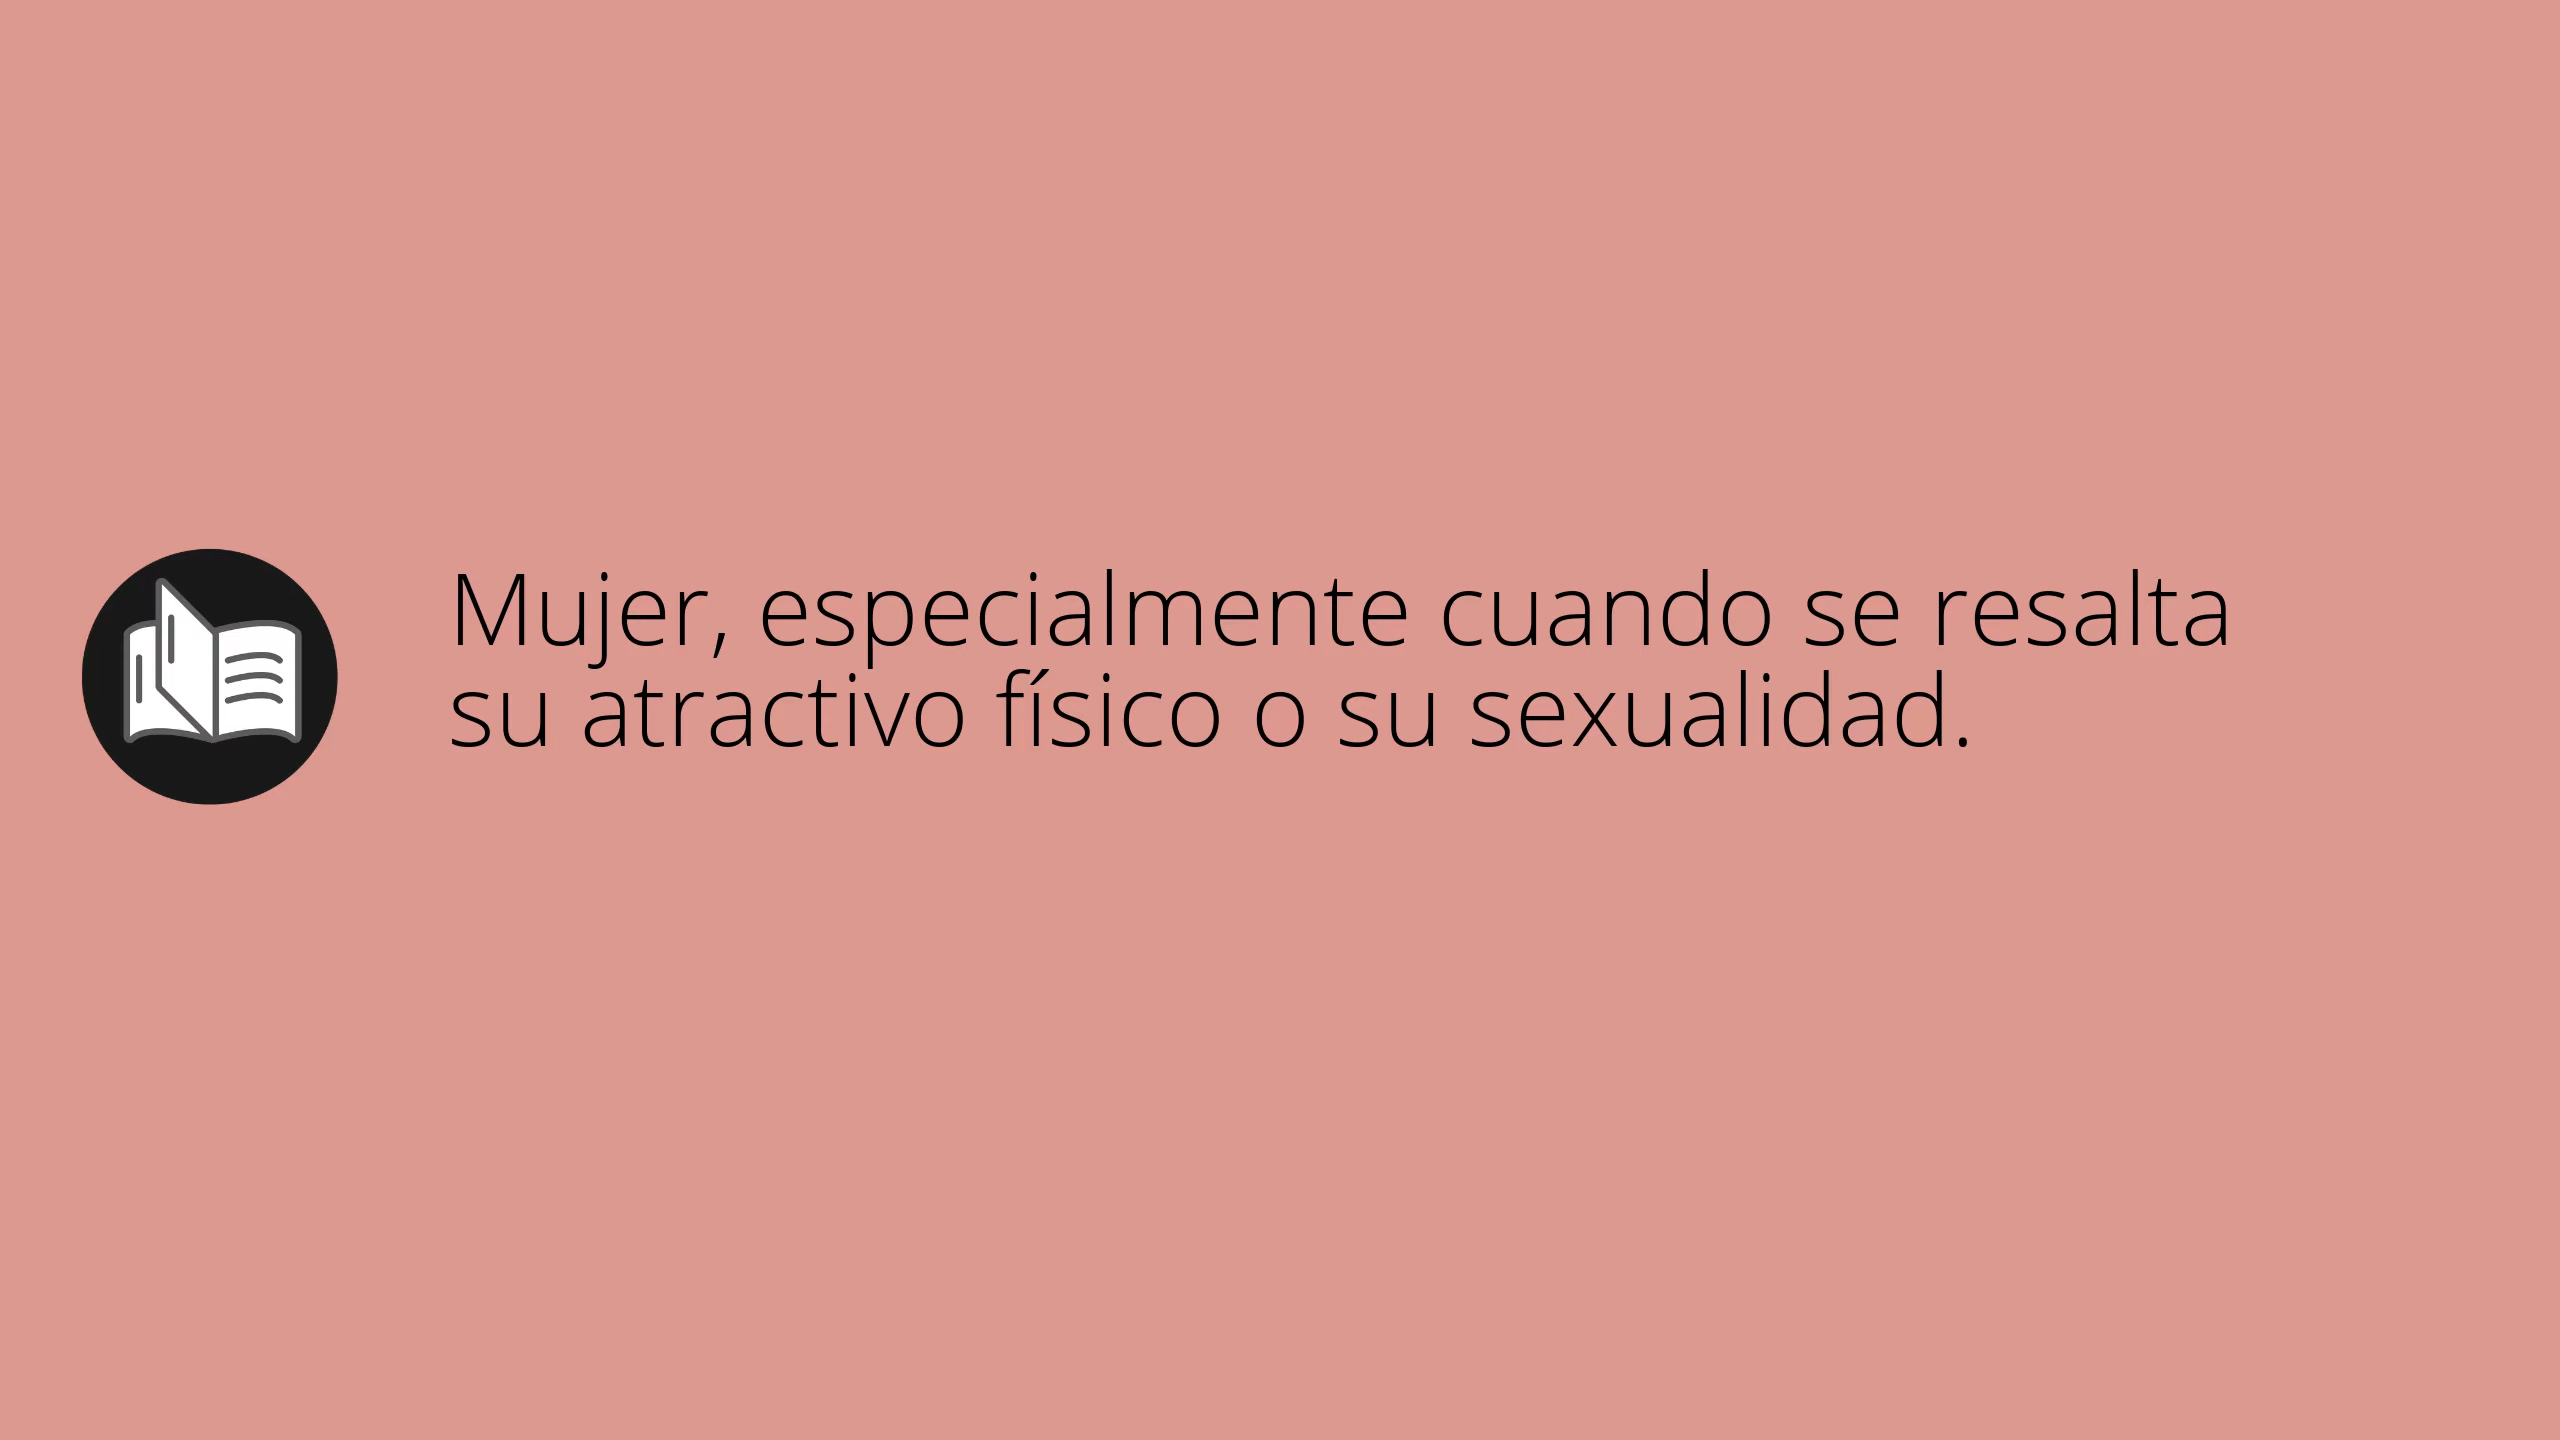 Mujer, especialmente cuando se resalta
su atractivo físico o su sexualidad.